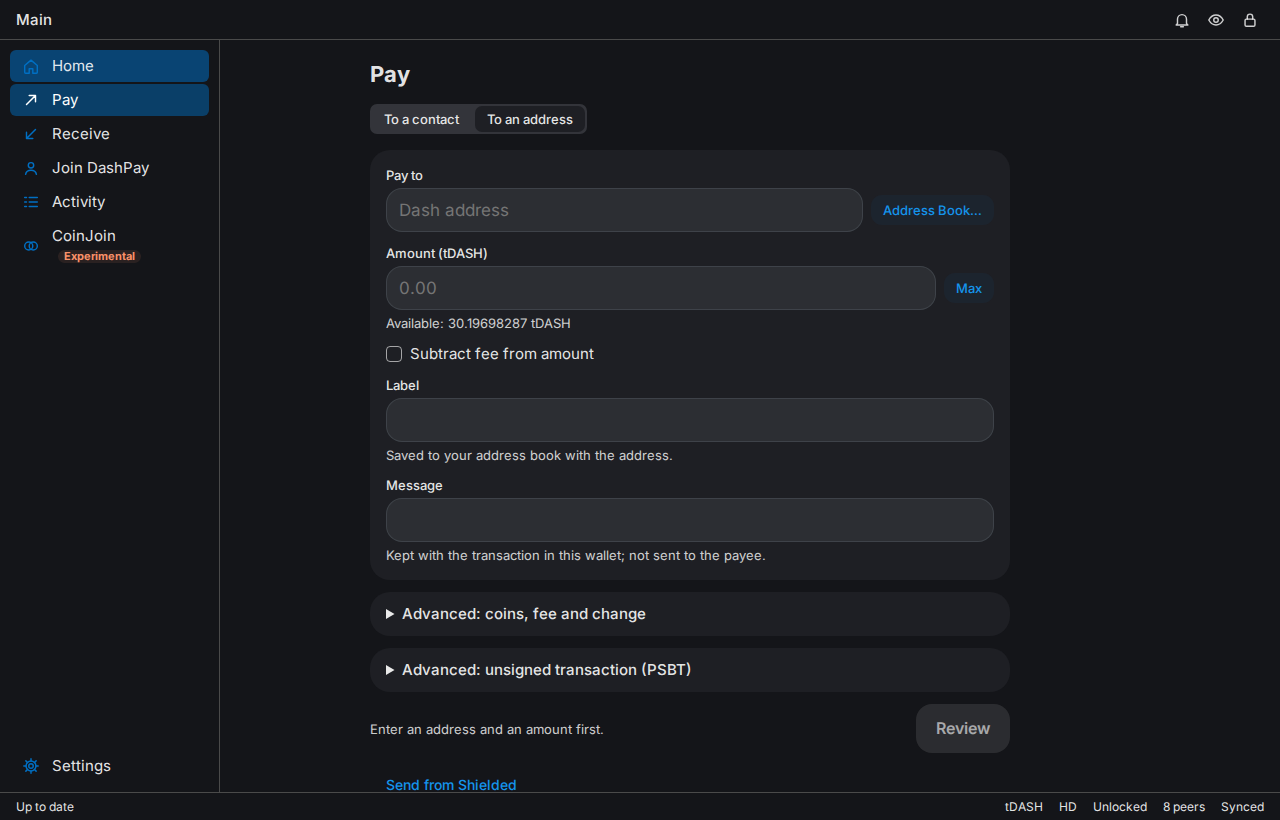 Main
Home
Pay
Receive
Join DashPay
Activity
CoinJoin
Experimental
Settings
Pay
To a contact
To an address
Pay to
Dash address
Address Book...
Amount (tDASH)
0.00
Max
Available: 30.19698287 tDASH
Subtract fee from amount
Label
Saved to your address book with the address.
Message
Kept with the transaction in this wallet; not sent to the payee.
Advanced: coins, fee and change
Advanced: unsigned transaction (PSBT)
Enter an address and an amount first.
Review
Send from Shielded
Up to date
tDASH
HD
Unlocked
8 peers
Synced